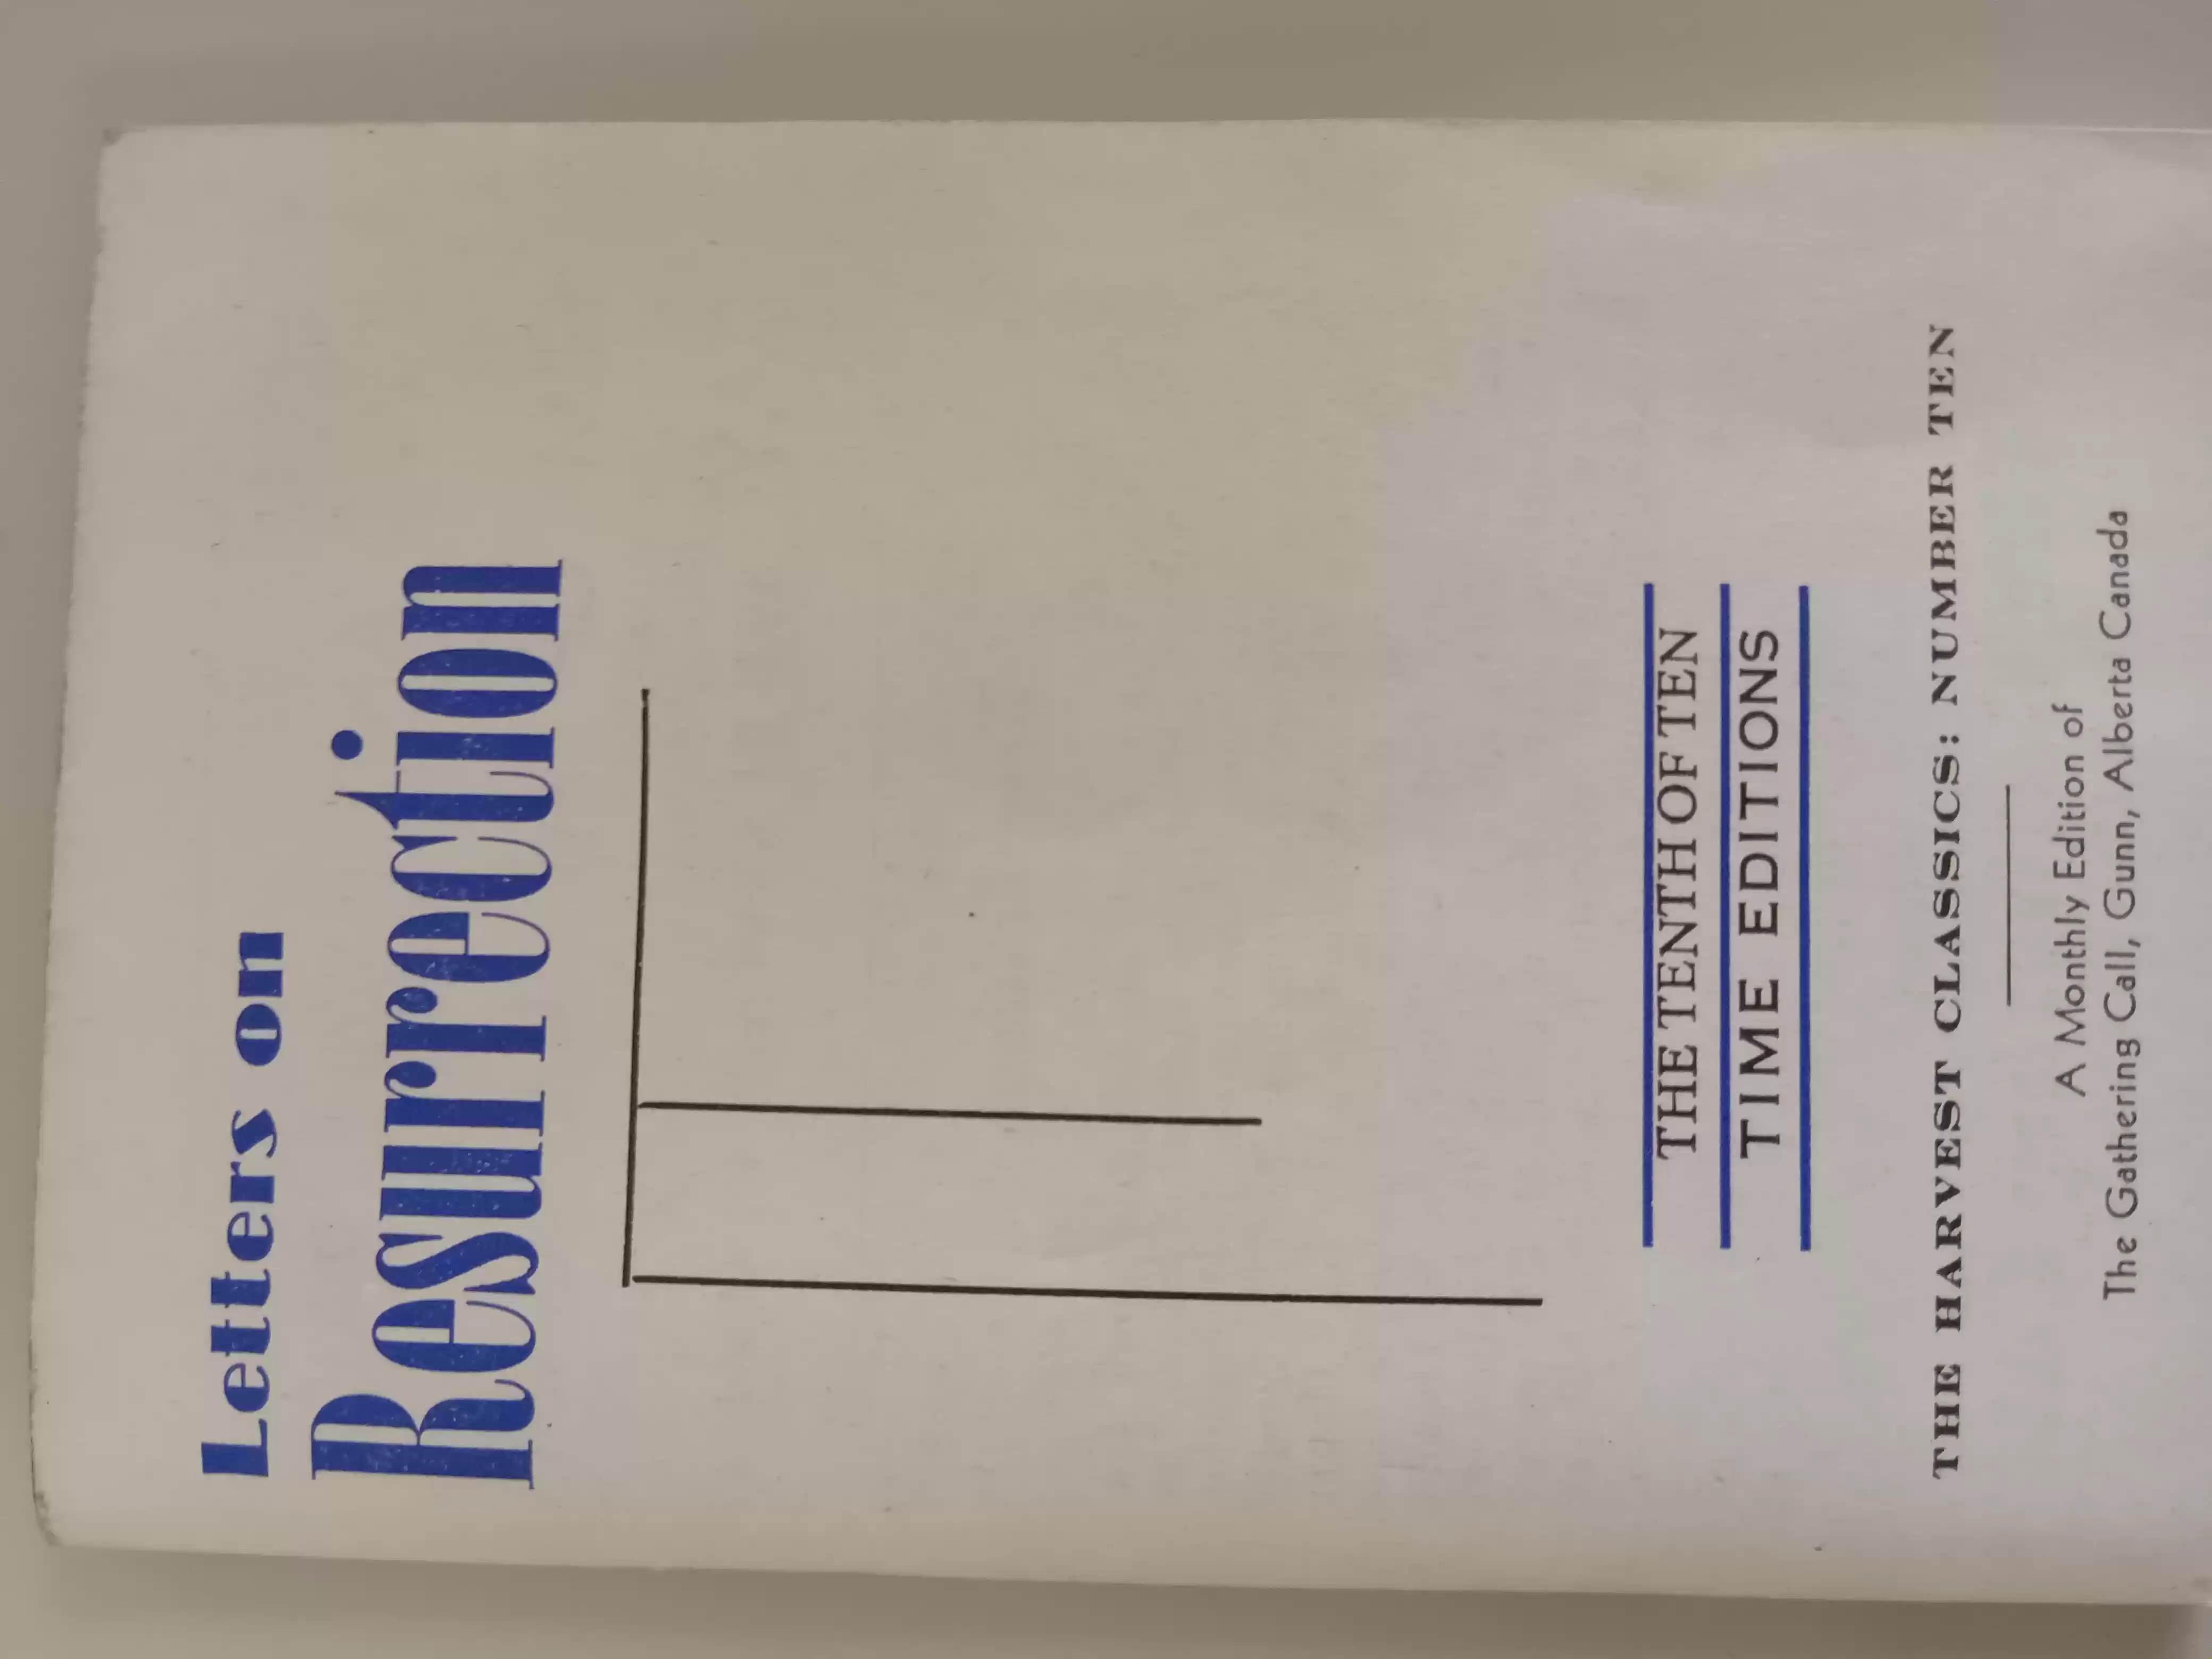 Letters on
Resurrection
THE TENTH OF TEN
TIME EDITIONS
THE HARVEST CLASSICS: NUMBER TEN
A Monthly Edition of
The Gathering Call, Gunn, Alberta Canada